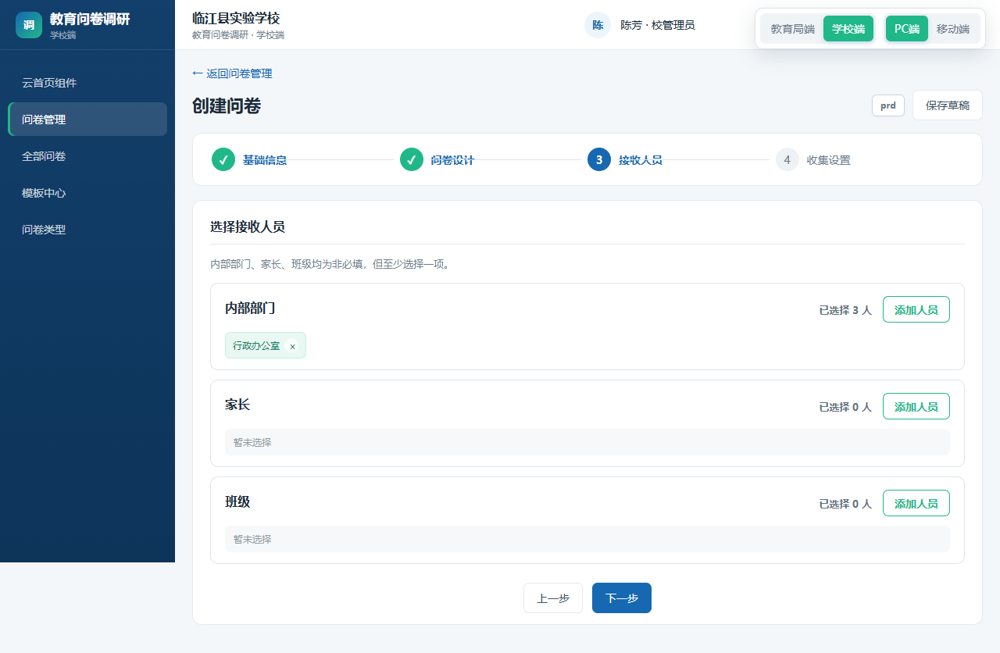 调
教育问卷调研
学校端
云首页组件
问卷管理
全部问卷
模板中心
问卷类型
临江县实验学校
教育问卷调研 · 学校端
陈
陈芳 · 校管理员
教育局端
学校端
PC端
移动端
← 返回问卷管理
创建问卷
prd
保存草稿
✓ 基础信息
✓ 问卷设计
3 接收人员
4 收集设置
选择接收人员
内部部门、家长、班级均为非必填，但至少选择一项。
内部部门
已选择 3 人
添加人员
行政办公室 ×
家长
已选择 0 人
添加人员
暂未选择
班级
已选择 0 人
添加人员
暂未选择
上一步
下一步